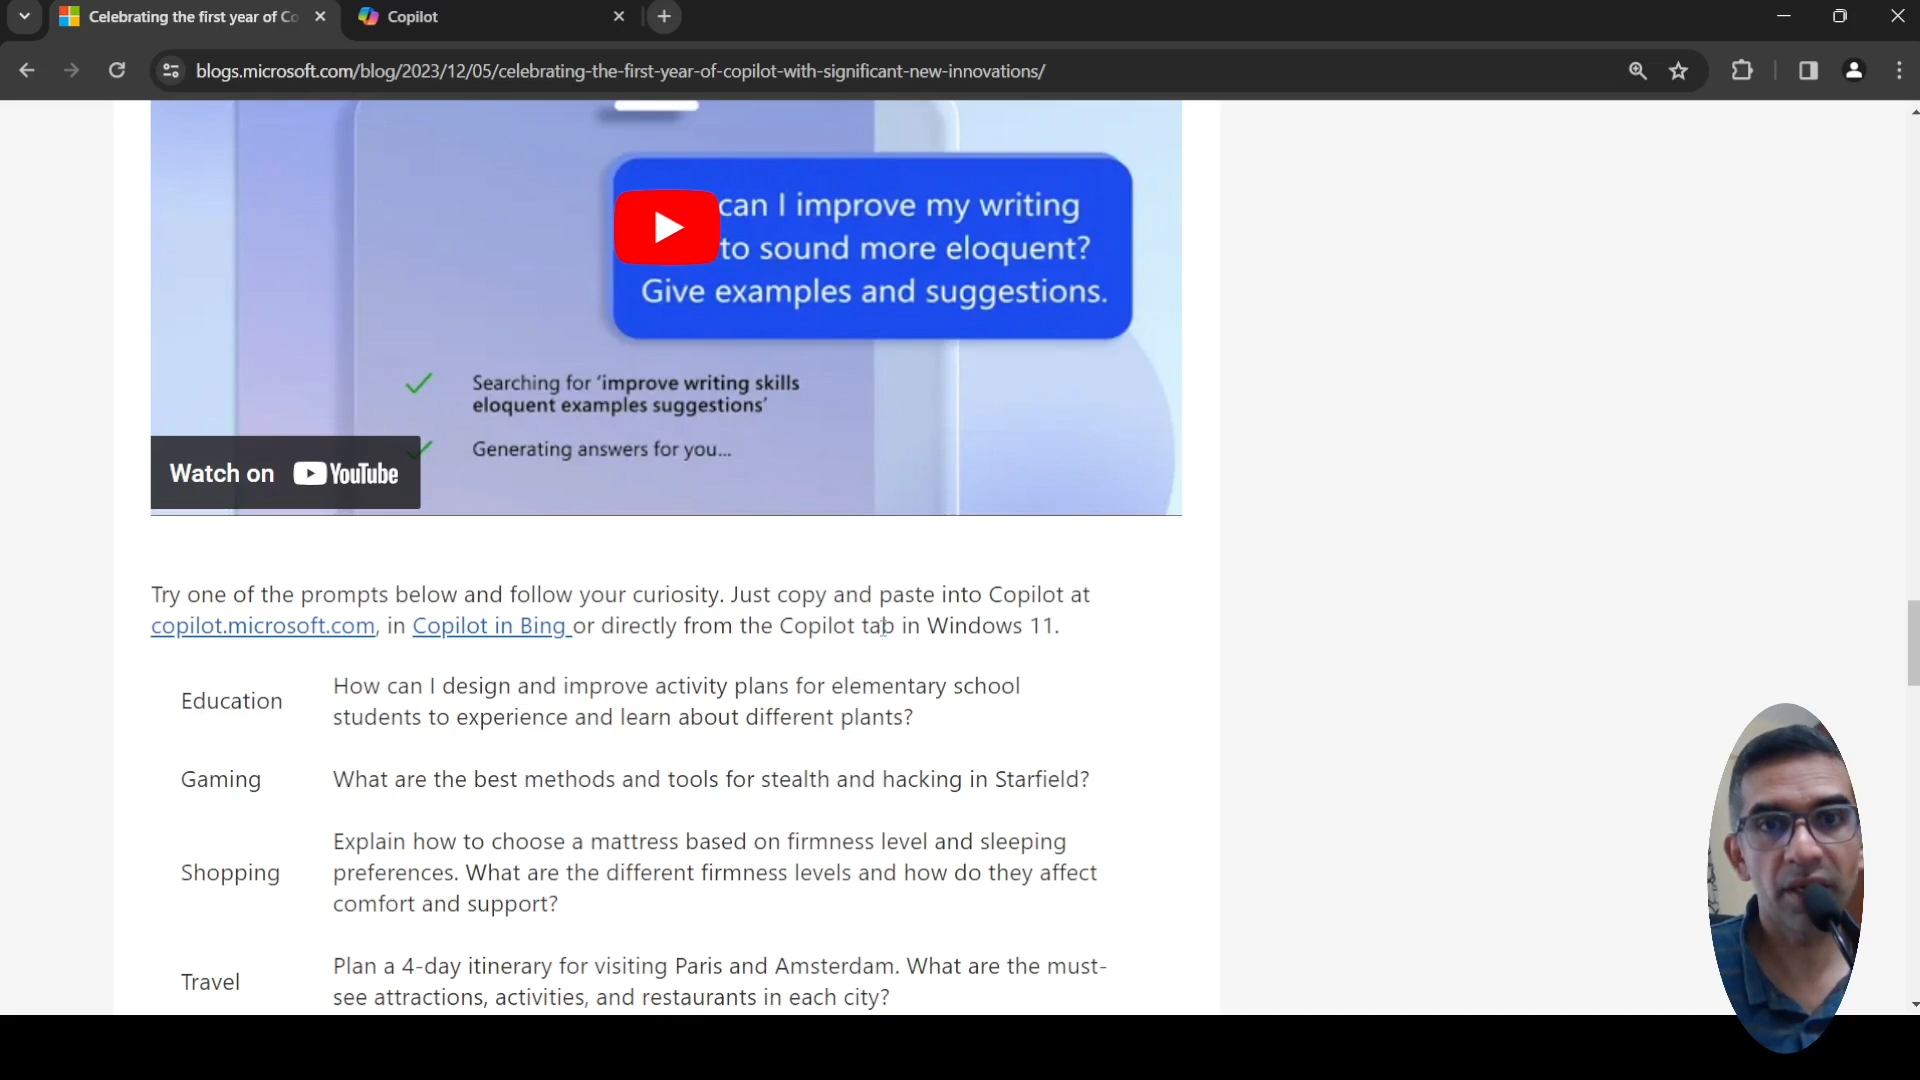 Celebrating the first year of Co
Copilot
blogs.microsoft.com/blog/2023/12/05/celebrating-the-first-year-of-copilot-with-significant-new-innovations/
can I improve my writing
to sound more eloquent?
Give examples and suggestions.
Searching for ‘improve writing skills
eloquent examples suggestions’
Generating answers for you...
Watch on YouTube
Try one of the prompts below and follow your curiosity. Just copy and paste into Copilot at
copilot.microsoft.com, in Copilot in Bing or directly from the Copilot tab in Windows 11.
Education
How can I design and improve activity plans for elementary school
students to experience and learn about different plants?
Gaming
What are the best methods and tools for stealth and hacking in Starfield?
Shopping
Explain how to choose a mattress based on firmness level and sleeping
preferences. What are the different firmness levels and how do they affect
comfort and support?
Travel
Plan a 4-day itinerary for visiting Paris and Amsterdam. What are the must-
see attractions, activities, and restaurants in each city?